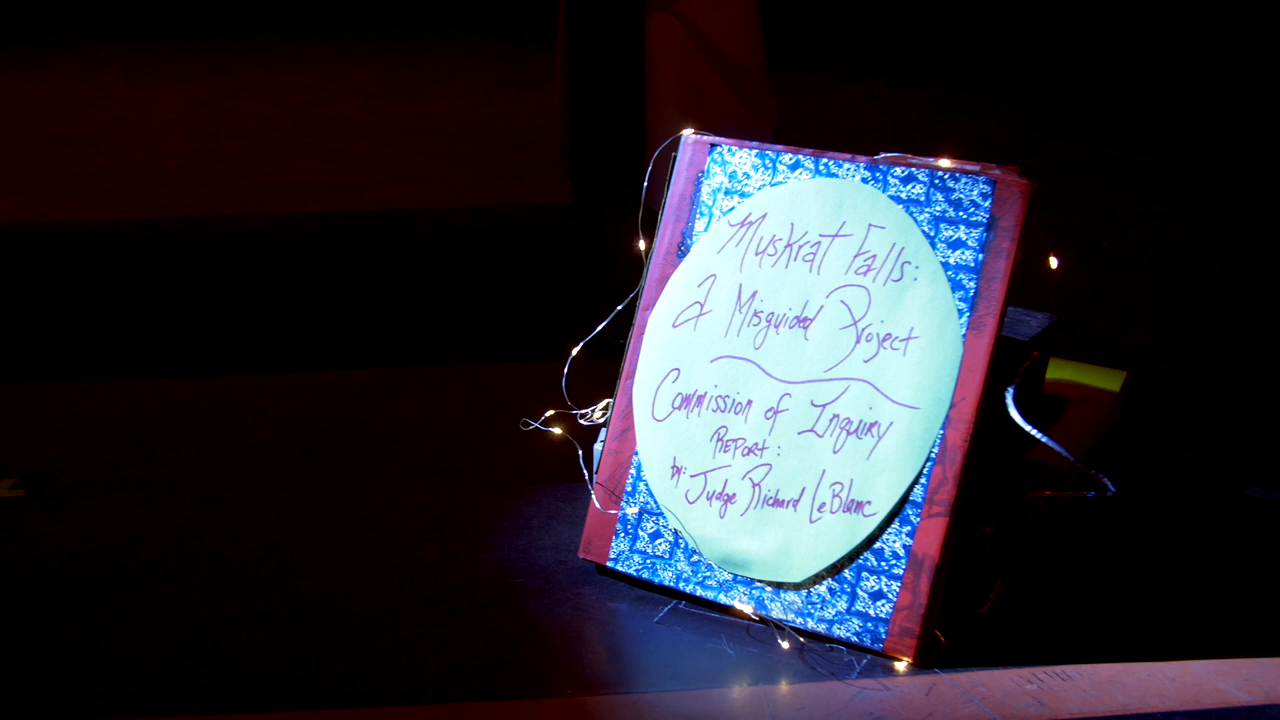 Muskrat Falls:
A Misguided Project
Commission of Inquiry
REPORT:
by: Judge Richard LeBlanc